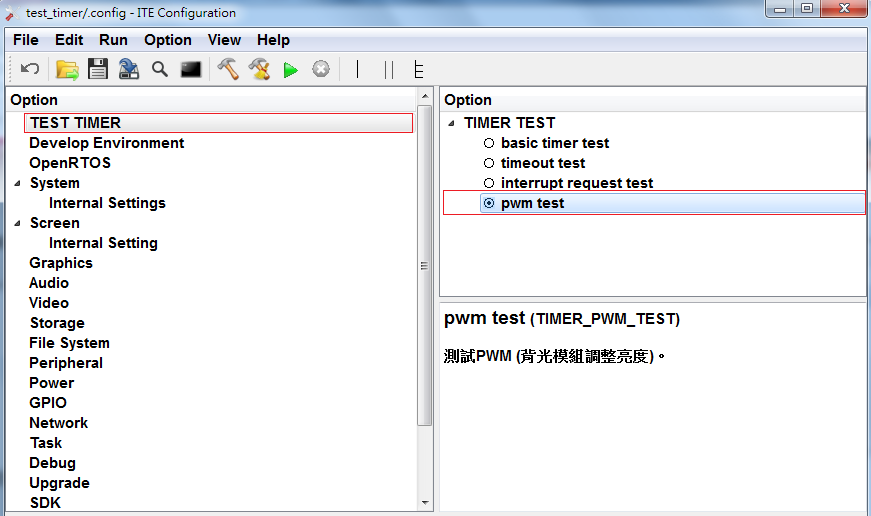 test_timer/.config - ITE Configuration
File Edit Run Option View Help
Option
TEST TIMER
Develop Environment
OpenRTOS
System
Internal Settings
Screen
Internal Setting
Graphics
Audio
Video
Storage
File System
Peripheral
Power
GPIO
Network
Task
Debug
Upgrade
SDK
Option
TIMER TEST
basic timer test
timeout test
interrupt request test
pwm test
pwm test (TIMER_PWM_TEST)
測試PWM (背光模組調整亮度)。